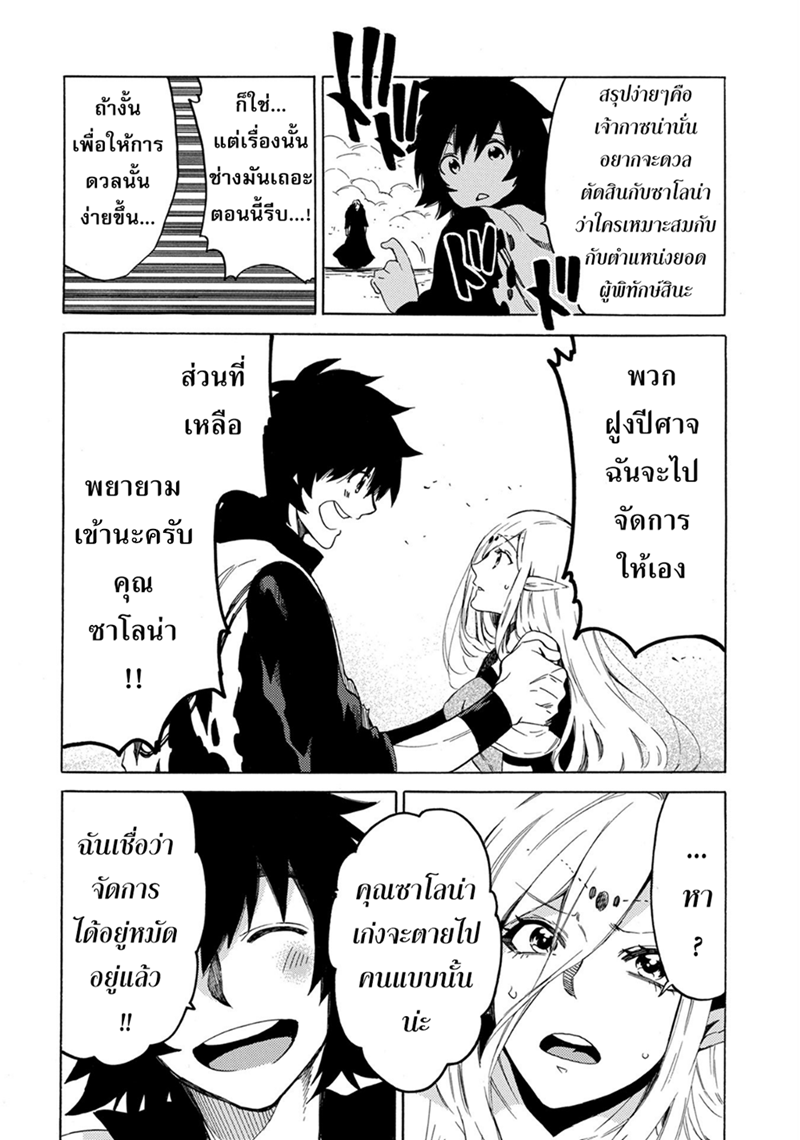 สรุปง่ายๆคือ
เจ้ากาซน่านั่น
อยากจะดวล
ตัดสินกับซาโลน่า
ว่าใครเหมาะสมกับ
กับตำแหน่งยอด
ผู้พิทักษ์สินะ
ก็ใช่...
แต่เรื่องนั้น
ช่างมันเถอะ
ตอนนี้รีบ...!
ถ้างั้น
เพื่อให้การ
ดวลนั้น
ง่ายขึ้น...
พวก
ฝูงปีศาจ
ฉันจะไป
จัดการ
ให้เอง
ส่วนที่
เหลือ
พยายาม
เข้านะครับ
คุณ
ซาโลน่า
!!
...
หา
?
คุณซาโลน่า
เก่งจะตายไป
คนแบบนั้น
น่ะ
ฉันเชื่อว่า
จัดการ
ได้อยู่หมัด
อยู่แล้ว
!!